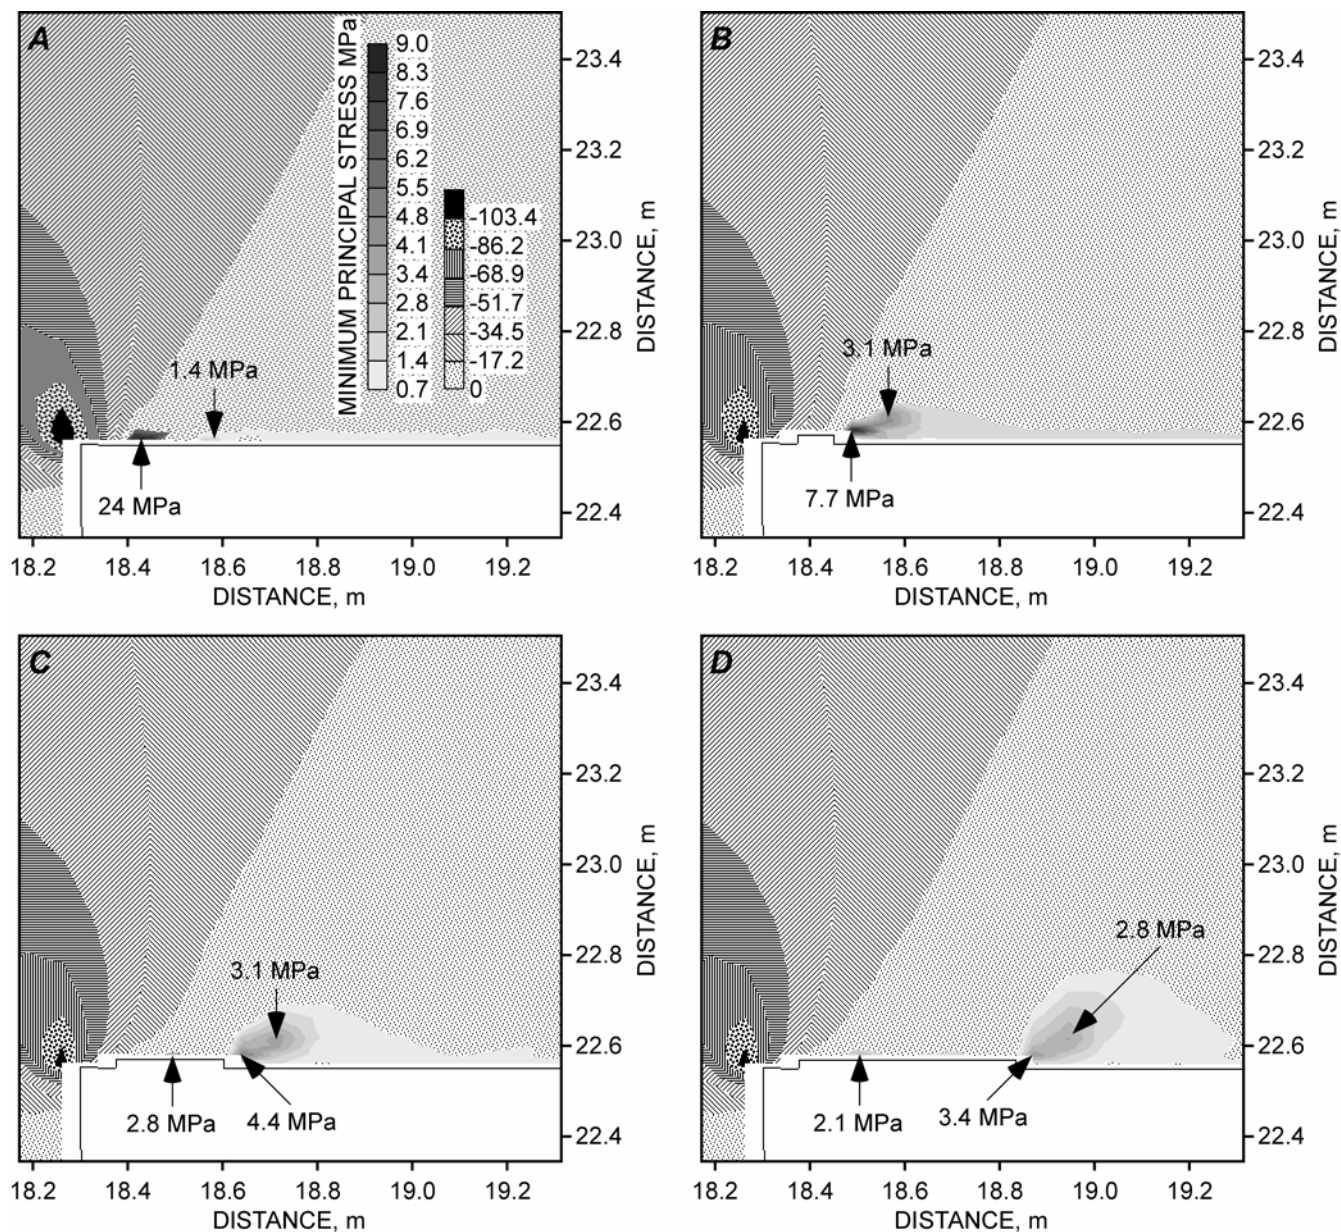 A
MINIMUM PRINCIPAL STRESS MPa
9.0
8.3
7.6
6.9
6.2
5.5
4.8
4.1
3.4
2.8
2.1
1.4
0.7
-103.4
-86.2
-68.9
-51.7
-34.5
-17.2
0
1.4 MPa
24 MPa
23.4
23.2
23.0
22.8
22.6
22.4
DISTANCE, m
18.2 18.4 18.6 18.8 19.0 19.2
DISTANCE, m
B
3.1 MPa
7.7 MPa
23.4
23.2
23.0
22.8
22.6
22.4
DISTANCE, m
18.2 18.4 18.6 18.8 19.0 19.2
DISTANCE, m
C
3.1 MPa
2.8 MPa
4.4 MPa
23.4
23.2
23.0
22.8
22.6
22.4
DISTANCE, m
18.2 18.4 18.6 18.8 19.0 19.2
DISTANCE, m
D
2.8 MPa
2.1 MPa
3.4 MPa
23.4
23.2
23.0
22.8
22.6
22.4
DISTANCE, m
18.2 18.4 18.6 18.8 19.0 19.2
DISTANCE, m